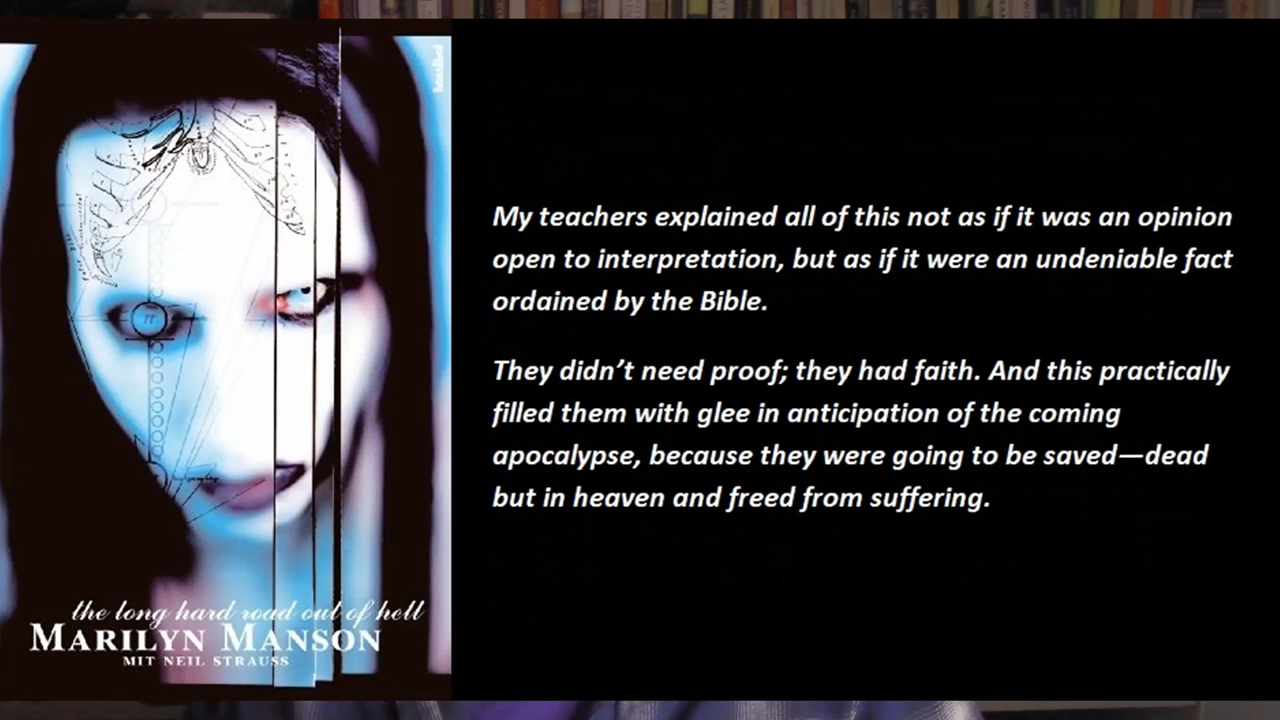 the long hard road out of hell
MARILYN MANSON
MIT NEIL STRAUSS
My teachers explained all of this not as if it was an opinion
open to interpretation, but as if it were an undeniable fact
ordained by the Bible.
They didn’t need proof; they had faith. And this practically
filled them with glee in anticipation of the coming
apocalypse, because they were going to be saved—dead
but in heaven and freed from suffering.